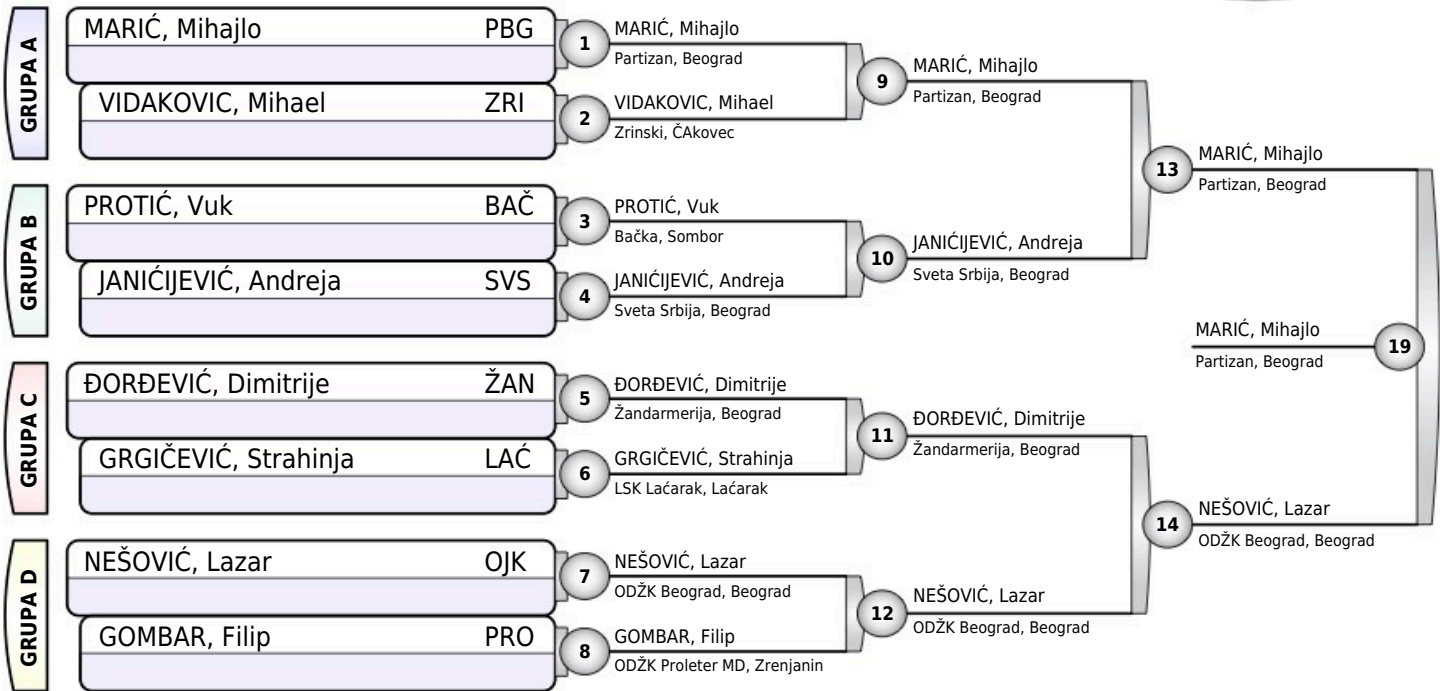 GRUPA A
MARIĆ, Mihajlo PBG
VIDAKOVIC, Mihael ZRI
GRUPA B
PROTIĆ, Vuk BAČ
JANIĆIJEVIĆ, Andreja SVS
GRUPA C
ĐORĐEVIĆ, Dimitrije ŽAN
GRGIČEVIĆ, Strahinja LAĆ
GRUPA D
NEŠOVIĆ, Lazar OJK
GOMBAR, Filip PRO
1 MARIĆ, Mihajlo
Partizan, Beograd
2 VIDAKOVIC, Mihael
Zrinski, ČAkovec
3 PROTIĆ, Vuk
Bačka, Sombor
4 JANIĆIJEVIĆ, Andreja
Sveta Srbija, Beograd
5 ĐORĐEVIĆ, Dimitrije
Žandarmerija, Beograd
6 GRGIČEVIĆ, Strahinja
LSK Laćarak, Laćarak
7 NEŠOVIĆ, Lazar
ODŽK Beograd, Beograd
8 GOMBAR, Filip
ODŽK Proleter MD, Zrenjanin
9 MARIĆ, Mihajlo
Partizan, Beograd
10 JANIĆIJEVIĆ, Andreja
Sveta Srbija, Beograd
11 ĐORĐEVIĆ, Dimitrije
Žandarmerija, Beograd
12 NEŠOVIĆ, Lazar
ODŽK Beograd, Beograd
13 MARIĆ, Mihajlo
Partizan, Beograd
14 NEŠOVIĆ, Lazar
ODŽK Beograd, Beograd
MARIĆ, Mihajlo 19
Partizan, Beograd